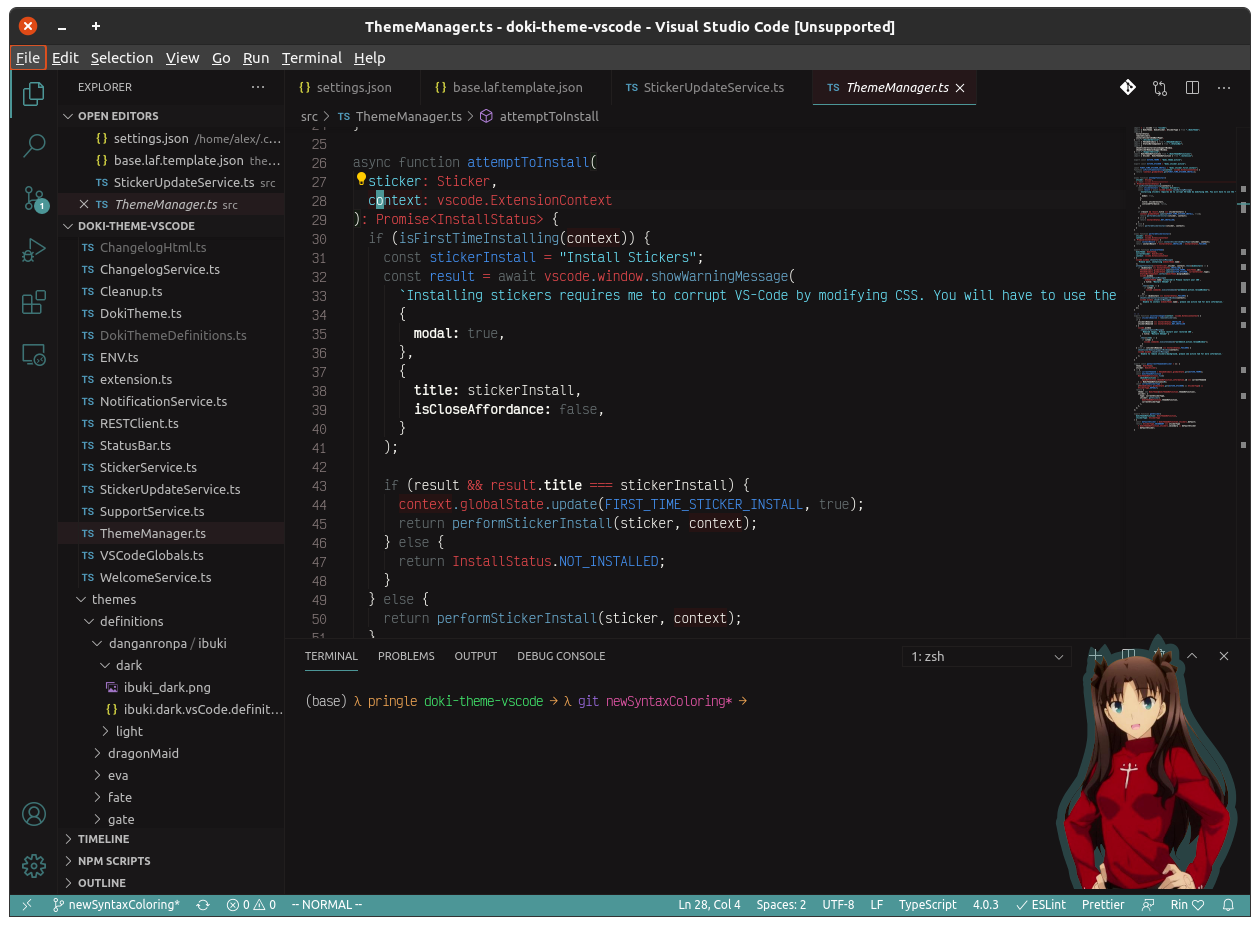 ThemeManager.ts - doki-theme-vscode - Visual Studio Code [Unsupported]
File Edit Selection View Go Run Terminal Help
EXPLORER
OPEN EDITORS
{} settings.json /home/alex/.c...
{} base.laf.template.json the...
TS StickerUpdateService.ts src
TS ThemeManager.ts src
1
DOKI-THEME-VSCODE
TS ChangelogHtml.ts
TS ChangelogService.ts
TS Cleanup.ts
TS DokiTheme.ts
TS DokiThemeDefinitions.ts
TS ENV.ts
TS extension.ts
TS NotificationService.ts
TS RESTClient.ts
TS StatusBar.ts
TS StickerService.ts
TS StickerUpdateService.ts
TS SupportService.ts
TS ThemeManager.ts
TS VSCodeGlobals.ts
TS WelcomeService.ts
themes
definitions
danganronpa / ibuki
dark
ibuki_dark.png
{} ibuki.dark.vsCode.definit...
light
dragonMaid
eva
fate
gate
TIMELINE
NPM SCRIPTS
OUTLINE
{} settings.json {} base.laf.template.json TS StickerUpdateService.ts TS ThemeManager.ts
src > TS ThemeManager.ts > attemptToInstall
25
26 async function attemptToInstall(
27 sticker: Sticker,
28 context: vscode.ExtensionContext
29 ): Promise<InstallStatus> {
30 if (isFirstTimeInstalling(context)) {
31 const stickerInstall = "Install Stickers";
32 const result = await vscode.window.showWarningMessage(
33 `Installing stickers requires me to corrupt VS-Code by modifying CSS. You will have to use the
34 {
35 modal: true,
36 },
37 {
38 title: stickerInstall,
39 isCloseAffordance: false,
40 }
41 );
42
43 if (result && result.title === stickerInstall) {
44 context.globalState.update(FIRST_TIME_STICKER_INSTALL, true);
45 return performStickerInstall(sticker, context);
46 } else {
47 return InstallStatus.NOT_INSTALLED;
48 }
49 } else {
50 return performStickerInstall(sticker, context);
51 }
TERMINAL PROBLEMS OUTPUT DEBUG CONSOLE 1: zsh
(base) λ pringle doki-theme-vscode → λ git newSyntaxColoring* →
newSyntaxColoring* 0 0 -- NORMAL -- Ln 28, Col 4 Spaces: 2 UTF-8 LF TypeScript 4.0.3 ESLint Prettier Rin ♡